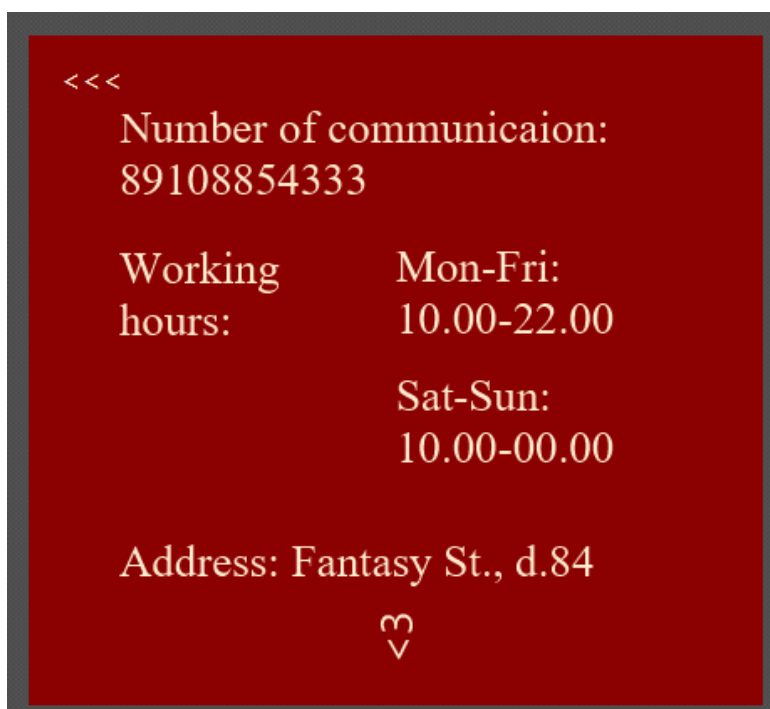 <<<
Number of communicaion:
89108854333
Working
hours:
Mon-Fri:
10.00-22.00
Sat-Sun:
10.00-00.00
Address: Fantasy St., d.84
<3